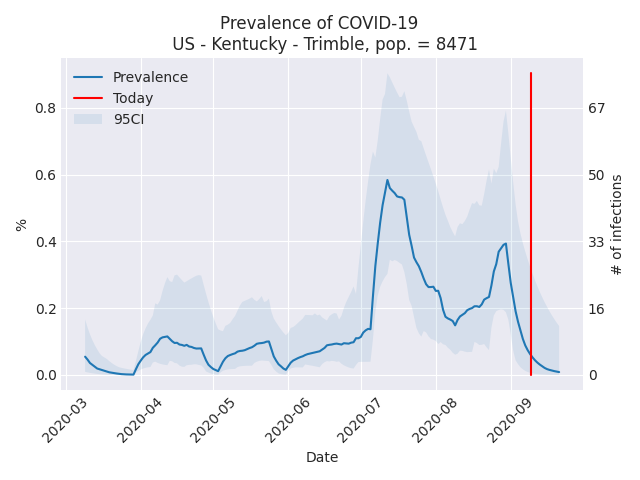 Prevalence of COVID-19
US - Kentucky - Trimble, pop. = 8471
Prevalence
Today
95CI
0.8
0.6
0.4
0.2
0.0
%
67
50
33
16
0
# of infections
2020-03
2020-04
2020-05
2020-06
2020-07
2020-08
2020-09
Date